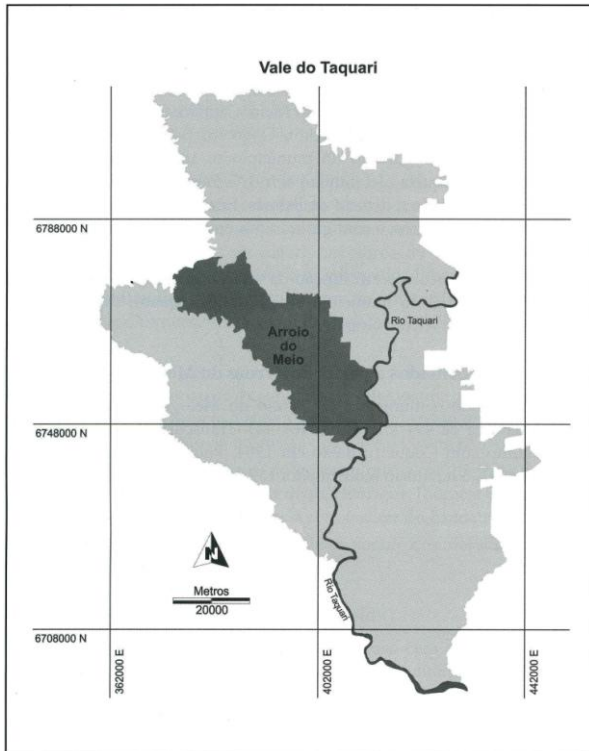 Vale do Taquari
6788000 N
Rio Taquari
Arroio
do
Meio
6748000 N
N
Metros
20000
Rio Taquari
6708000 N
362000 E
402000 E
442000 E